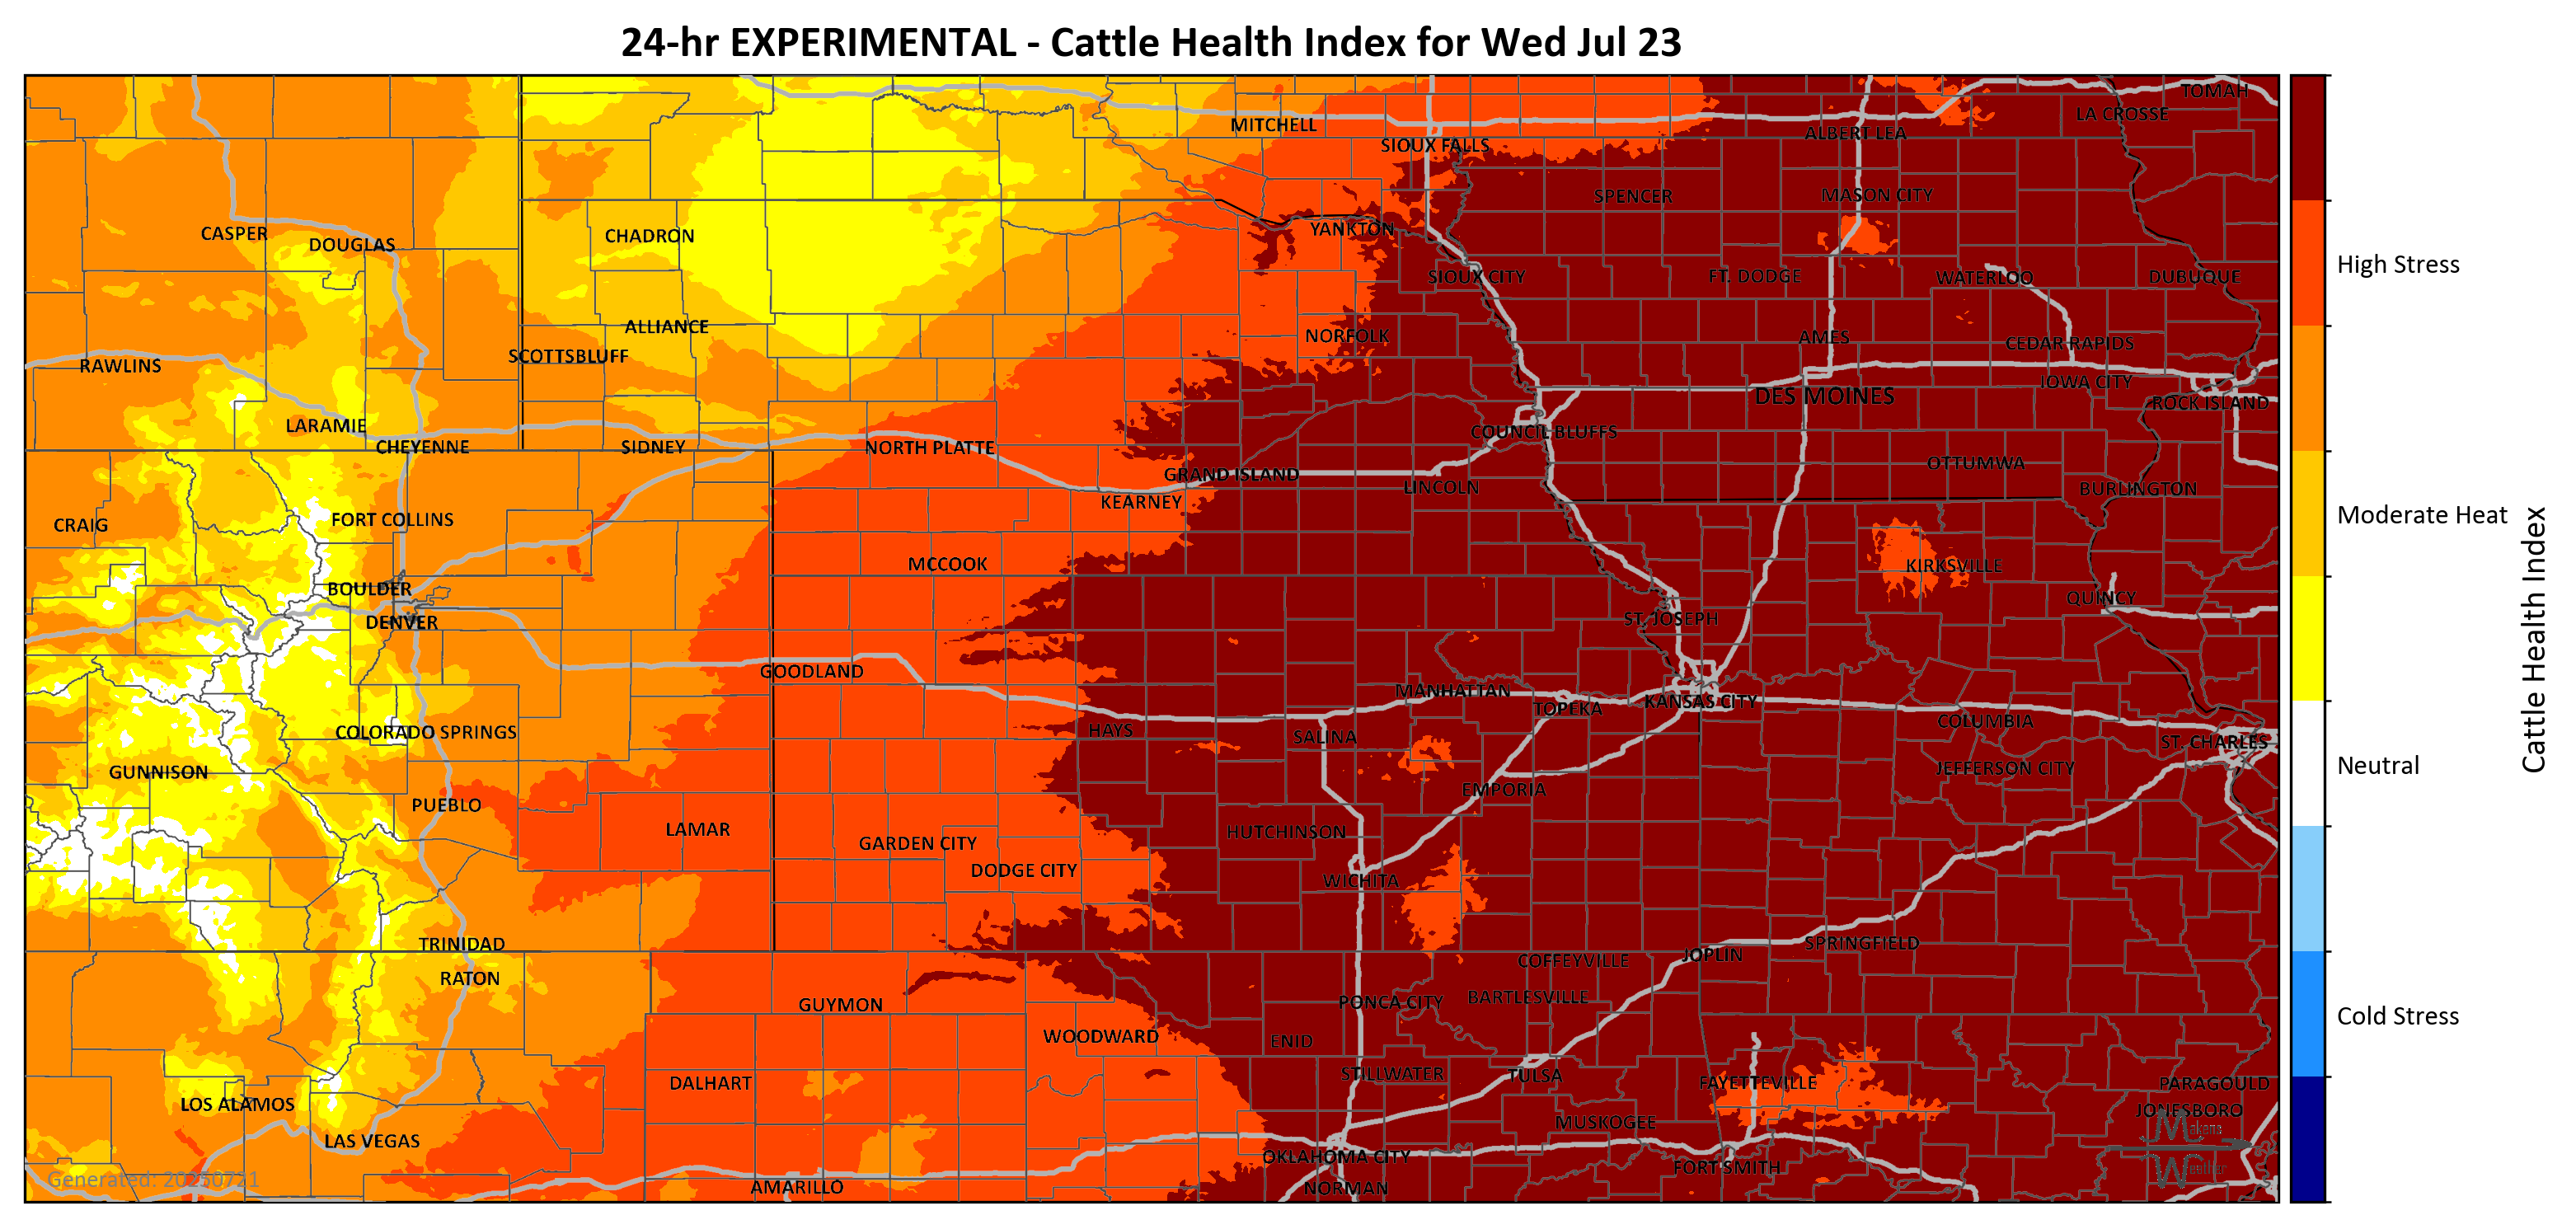 24-hr EXPERIMENTAL - Cattle Health Index for Wed Jul 23
TOMAH
LA CROSSE
MITCHELL
ALBERT LEA
SIOUX FALLS
SPENCER
MASON CITY
CASPER
DOUGLAS
CHADRON
YANKTON
SIOUX CITY
FT. DODGE
WATERLOO
DUBUQUE
High Stress
ALLIANCE
NORFOLK
AMES
CEDAR RAPIDS
SCOTTSBLUFF
RAWLINS
IOWA CITY
DES MOINES
ROCK ISLAND
LARAMIE
COUNCIL BLUFFS
CHEYENNE
SIDNEY
NORTH PLATTE
OTTUMWA
GRAND ISLAND
LINCOLN
BURLINGTON
KEARNEY
Moderate Heat
CRAIG
FORT COLLINS
MCCOOK
KIRKSVILLE
BOULDER
QUINCY
DENVER
ST. JOSEPH
Cattle Health Index
GOODLAND
MANHATTAN
TOPEKA
KANSAS CITY
COLUMBIA
COLORADO SPRINGS
HAYS
SALINA
ST. CHARLES
GUNNISON
JEFFERSON CITY
Neutral
EMPORIA
PUEBLO
LAMAR
HUTCHINSON
GARDEN CITY
DODGE CITY
WICHITA
TRINIDAD
SPRINGFIELD
JOPLIN
COFFEYVILLE
RATON
BARTLESVILLE
GUYMON
PONCA CITY
Cold Stress
WOODWARD
ENID
STILLWATER
TULSA
DALHART
FAYETTEVILLE
PARAGOULD
LOS ALAMOS
JONESBORO
MUSKOGEE
Makens
LAS VEGAS
OKLAHOMA CITY
FORT SMITH
Weather
Generated: 20250721
AMARILLO
NORMAN